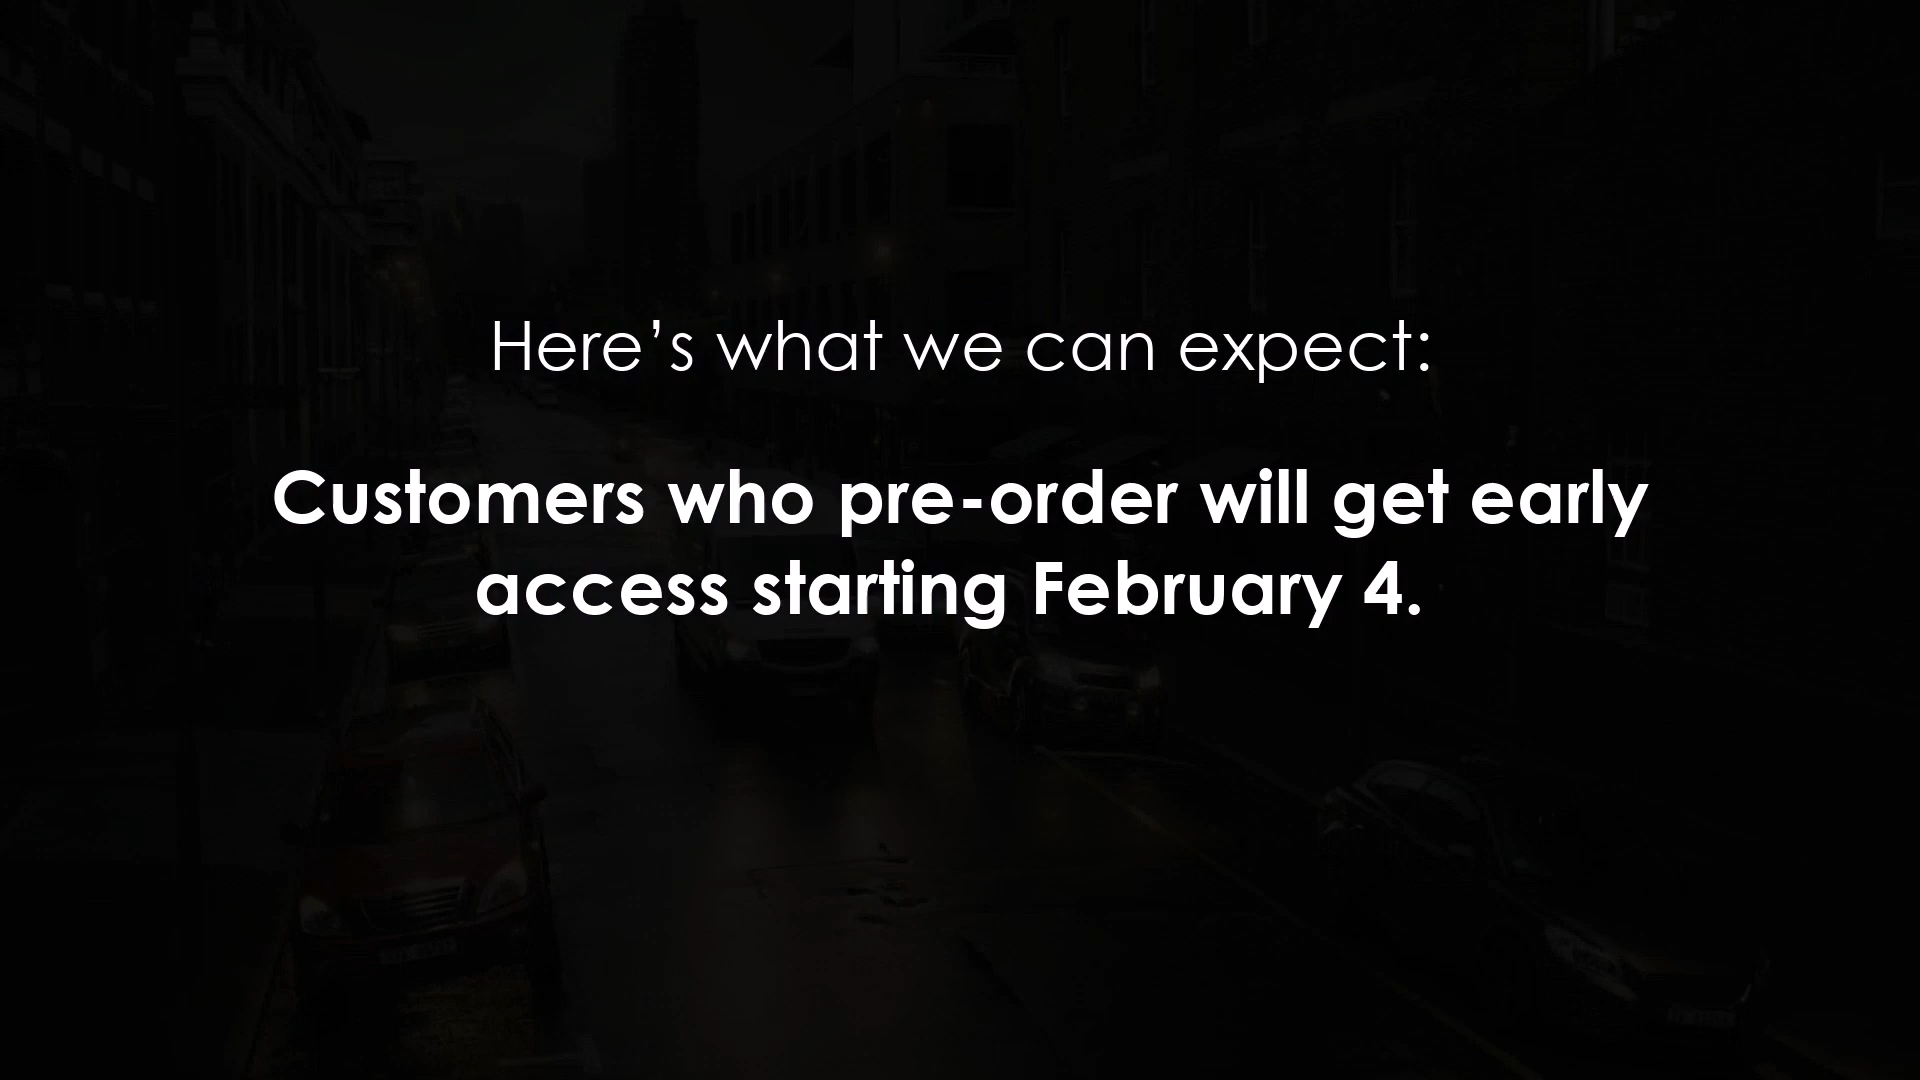 Here’s what we can expect:
Customers who pre-order will get early
access starting February 4.